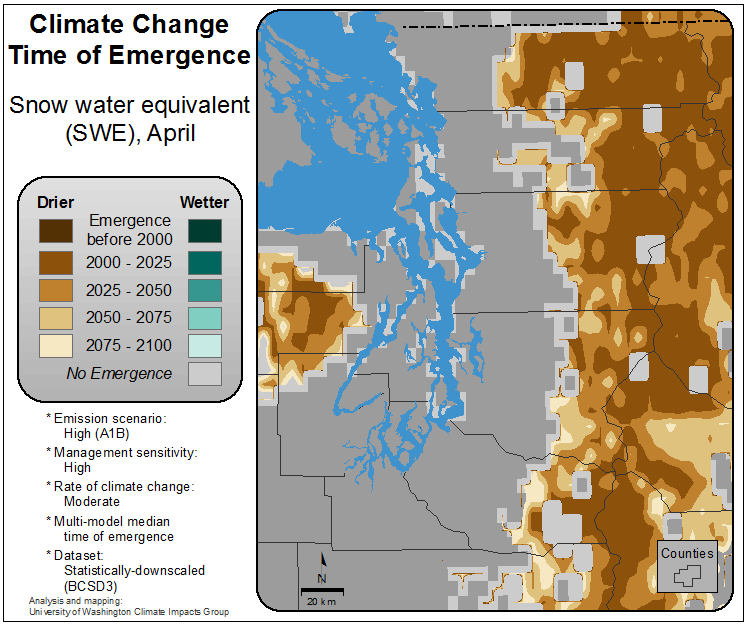 Climate Change
Time of Emergence
Snow water equivalent
(SWE), April
Drier Wetter
Emergence
before 2000
2000 - 2025
2025 - 2050
2050 - 2075
2075 - 2100
No Emergence
* Emission scenario:
High (A1B)
* Management sensitivity:
High
* Rate of climate change:
Moderate
* Multi-model median
time of emergence
* Dataset:
Statistically-downscaled
(BCSD3)
Analysis and mapping:
University of Washington Climate Impacts Group
N
20 km
Counties